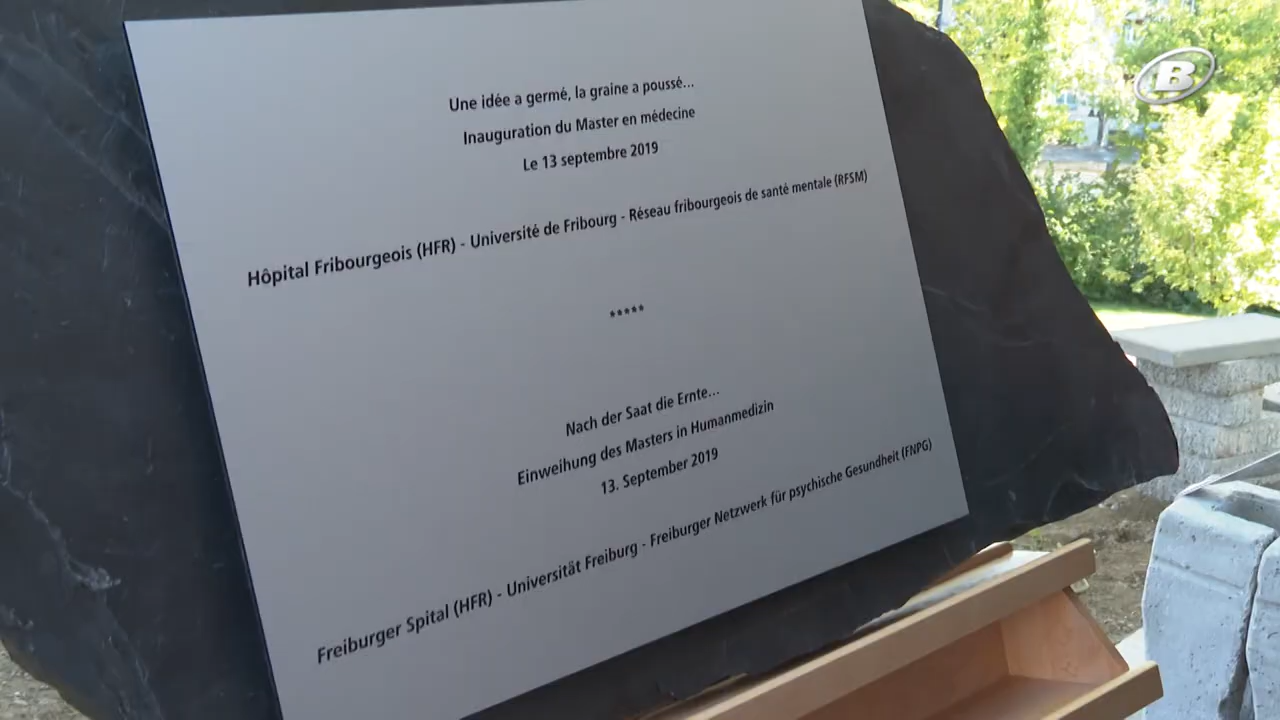 Une idée a germé, la graine a poussé...
Inauguration du Master en médecine
Le 13 septembre 2019
Hôpital Fribourgeois (HFR) - Université de Fribourg - Réseau fribourgeois de santé mentale (RFSM)
*****
Nach der Saat die Ernte...
Einweihung des Masters in Humanmedizin
13. September 2019
Freiburger Spital (HFR) - Universität Freiburg - Freiburger Netzwerk für psychische Gesundheit (FNPG)
B